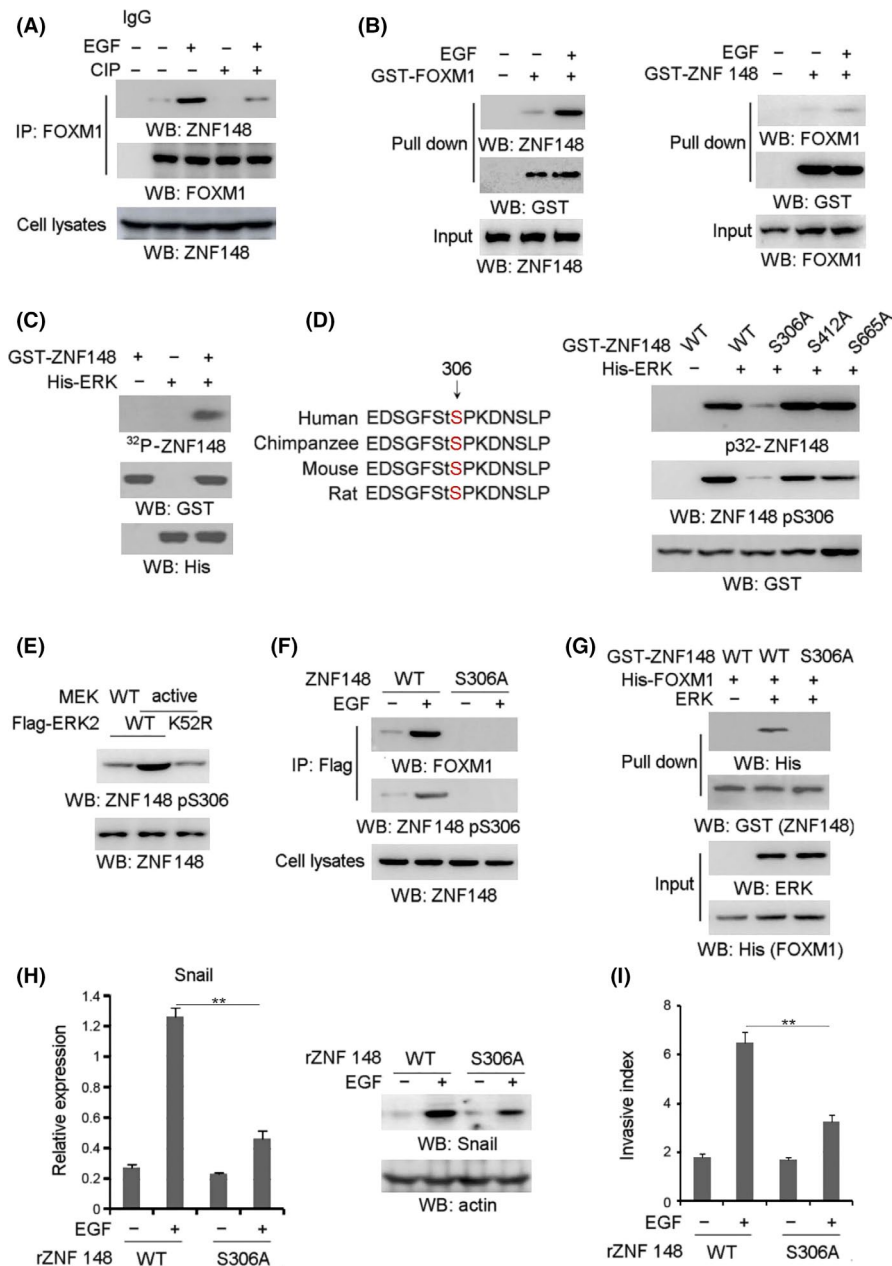 (A)
IgG
EGF − − + − +
CIP − − − + +
IP: FOXM1
WB: ZNF148
WB: FOXM1
Cell lysates
WB: ZNF148
(B)
EGF − − +
GST-FOXM1 − + +
Pull down
WB: ZNF148
WB: GST
Input
WB: ZNF148
EGF − − +
GST-ZNF 148 − + +
Pull down
WB: FOXM1
WB: GST
Input
WB: FOXM1
(C)
GST-ZNF148 + − +
His-ERK − + +
32P-ZNF148
WB: GST
WB: His
(D)
306
Human EDSGFStSPKDNSLP
Chimpanzee EDSGFStSPKDNSLP
Mouse EDSGFStSPKDNSLP
Rat EDSGFStSPKDNSLP
GST-ZNF148 WT WT S306A S412A S665A
His-ERK − + + + +
p32-ZNF148
WB: ZNF148 pS306
WB: GST
(E)
MEK WT active
Flag-ERK2 WT K52R
WB: ZNF148 pS306
WB: ZNF148
(F)
ZNF148 WT S306A
EGF − + − +
IP: Flag
WB: FOXM1
WB: ZNF148 pS306
Cell lysates
WB: ZNF148
(G)
GST-ZNF148 WT WT S306A
His-FOXM1 + + +
ERK − + +
Pull down
WB: His
WB: GST (ZNF148)
Input
WB: ERK
WB: His (FOXM1)
(H)
Snail
Relative expression
1.4
1.2
1
0.8
0.6
0.4
0.2
0
**
EGF − + − +
rZNF 148 WT S306A
rZNF 148 WT S306A
EGF − + − +
WB: Snail
WB: actin
(I)
Invasive index
8
6
4
2
0
**
EGF − + − +
rZNF 148 WT S306A